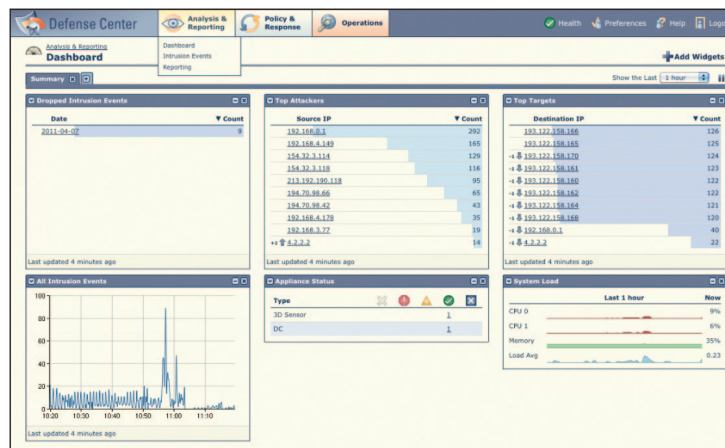 Defense Center
Analysis & Reporting
Policy & Response
Operations
Health
Preferences
Help
Logo
Analysis & Reporting
Dashboard
Dashboard
Intrusion Events
Reporting
Add Widgets
Summary
Show the Last 1 hour
Dropped Intrusion Events
Date Count
2011-04-07 9
Last updated 4 minutes ago
Top Attackers
Source IP Count
192.168.0.1 292
192.168.4.149 165
154.32.3.114 129
154.32.3.118 116
213.192.190.118 95
194.70.98.66 65
194.70.98.42 43
192.168.4.178 35
192.168.3.77 19
+1 4.2.2.2 14
Last updated 4 minutes ago
Top Targets
Destination IP Count
193.122.158.166 126
193.122.158.165 125
-1 193.122.158.170 124
-1 193.122.158.161 123
-1 193.122.158.160 122
-1 193.122.158.162 122
-1 193.122.158.164 121
-1 193.122.158.168 120
-1 192.168.0.1 40
-1 4.2.2.2 22
Last updated 4 minutes ago
All Intrusion Events
100
80
60
40
20
0
10:20 10:30 10:40 10:50 11:00 11:10
Last updated 4 minutes ago
Appliance Status
Type
3D Sensor 1
DC 1
System Load
Last 1 hour Now
CPU 0 9%
CPU 1 6%
Memory 35%
Load Avg 0.23